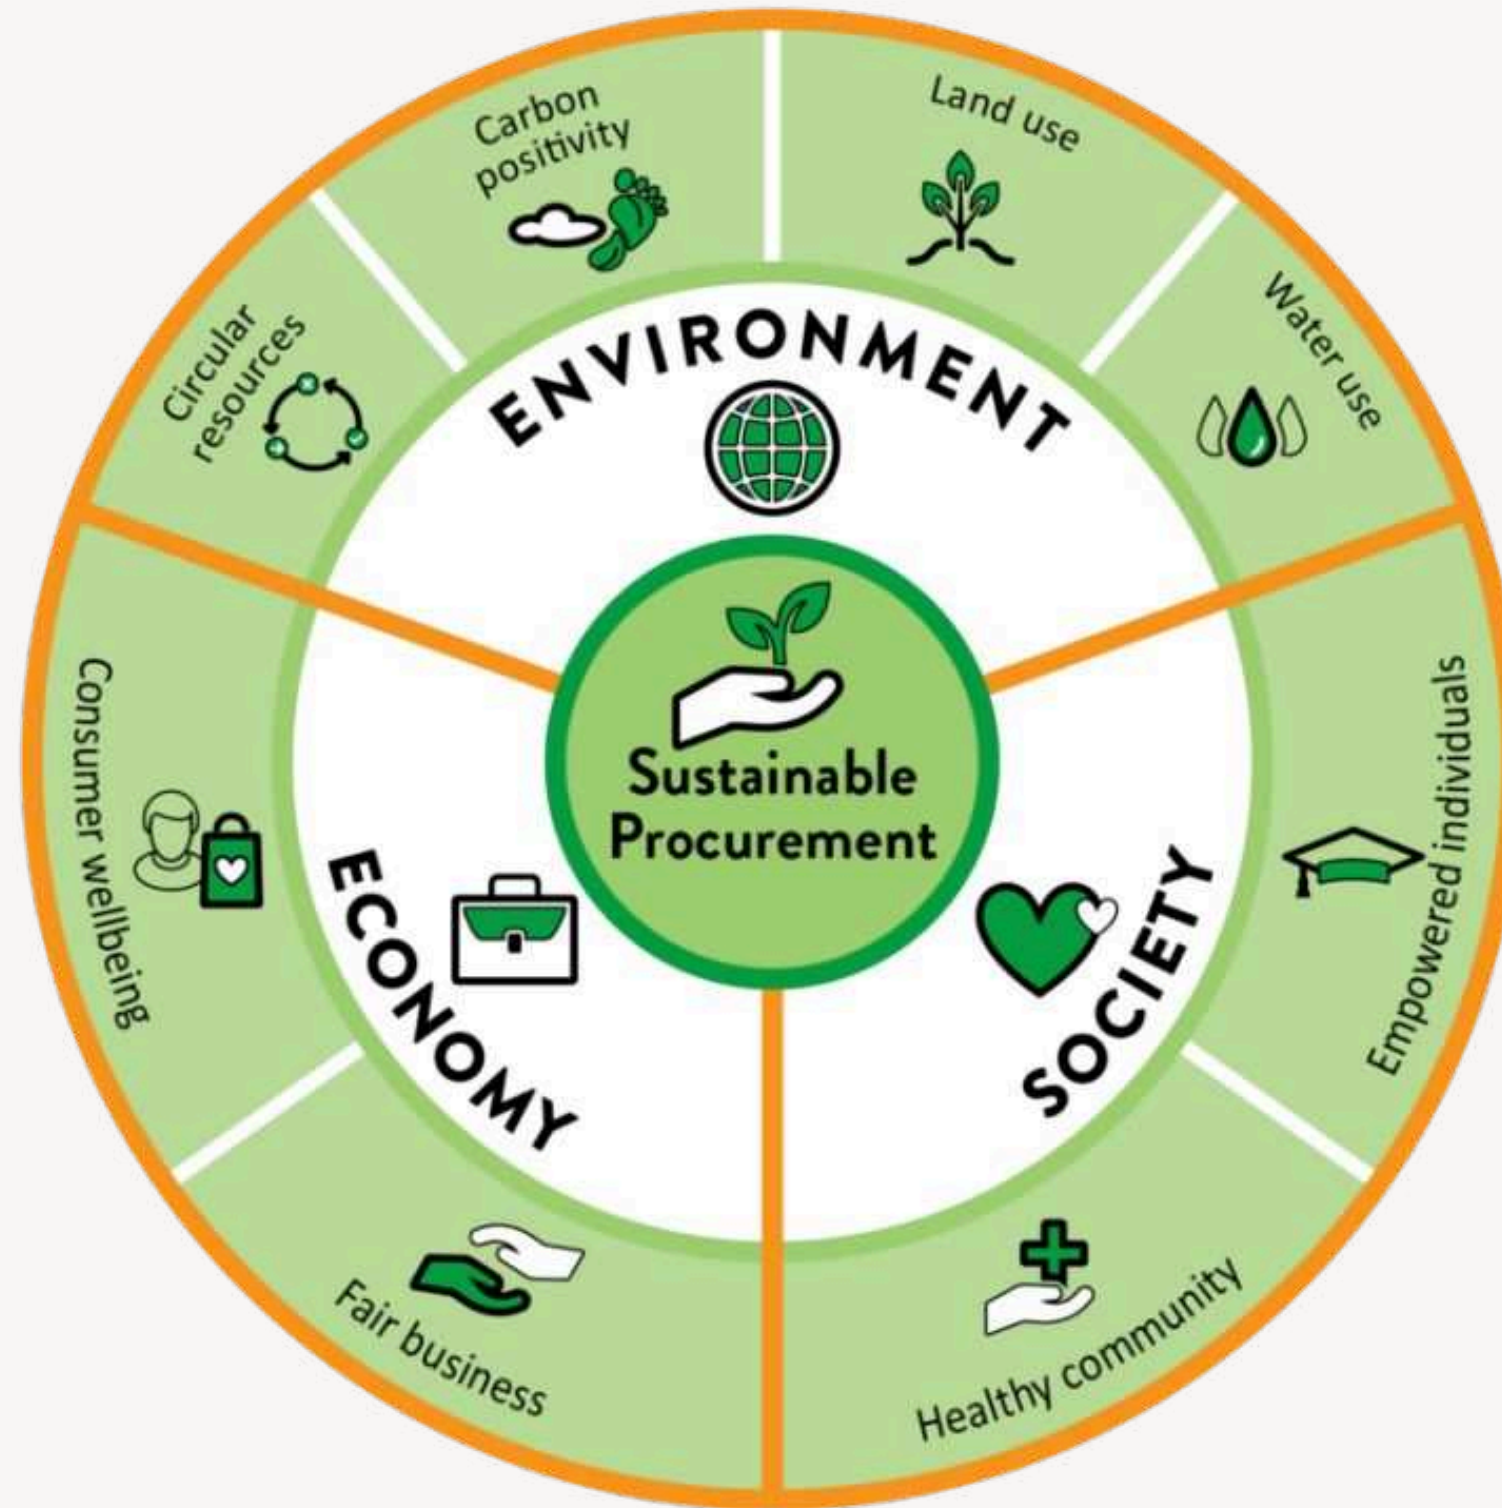 Carbon
positivity
Land use
Circular
resources
Water use
ENVIRONMENT
Sustainable
Procurement
Consumer wellbeing
ECONOMY
SOCIETY
Empowered individuals
Fair business
Healthy community